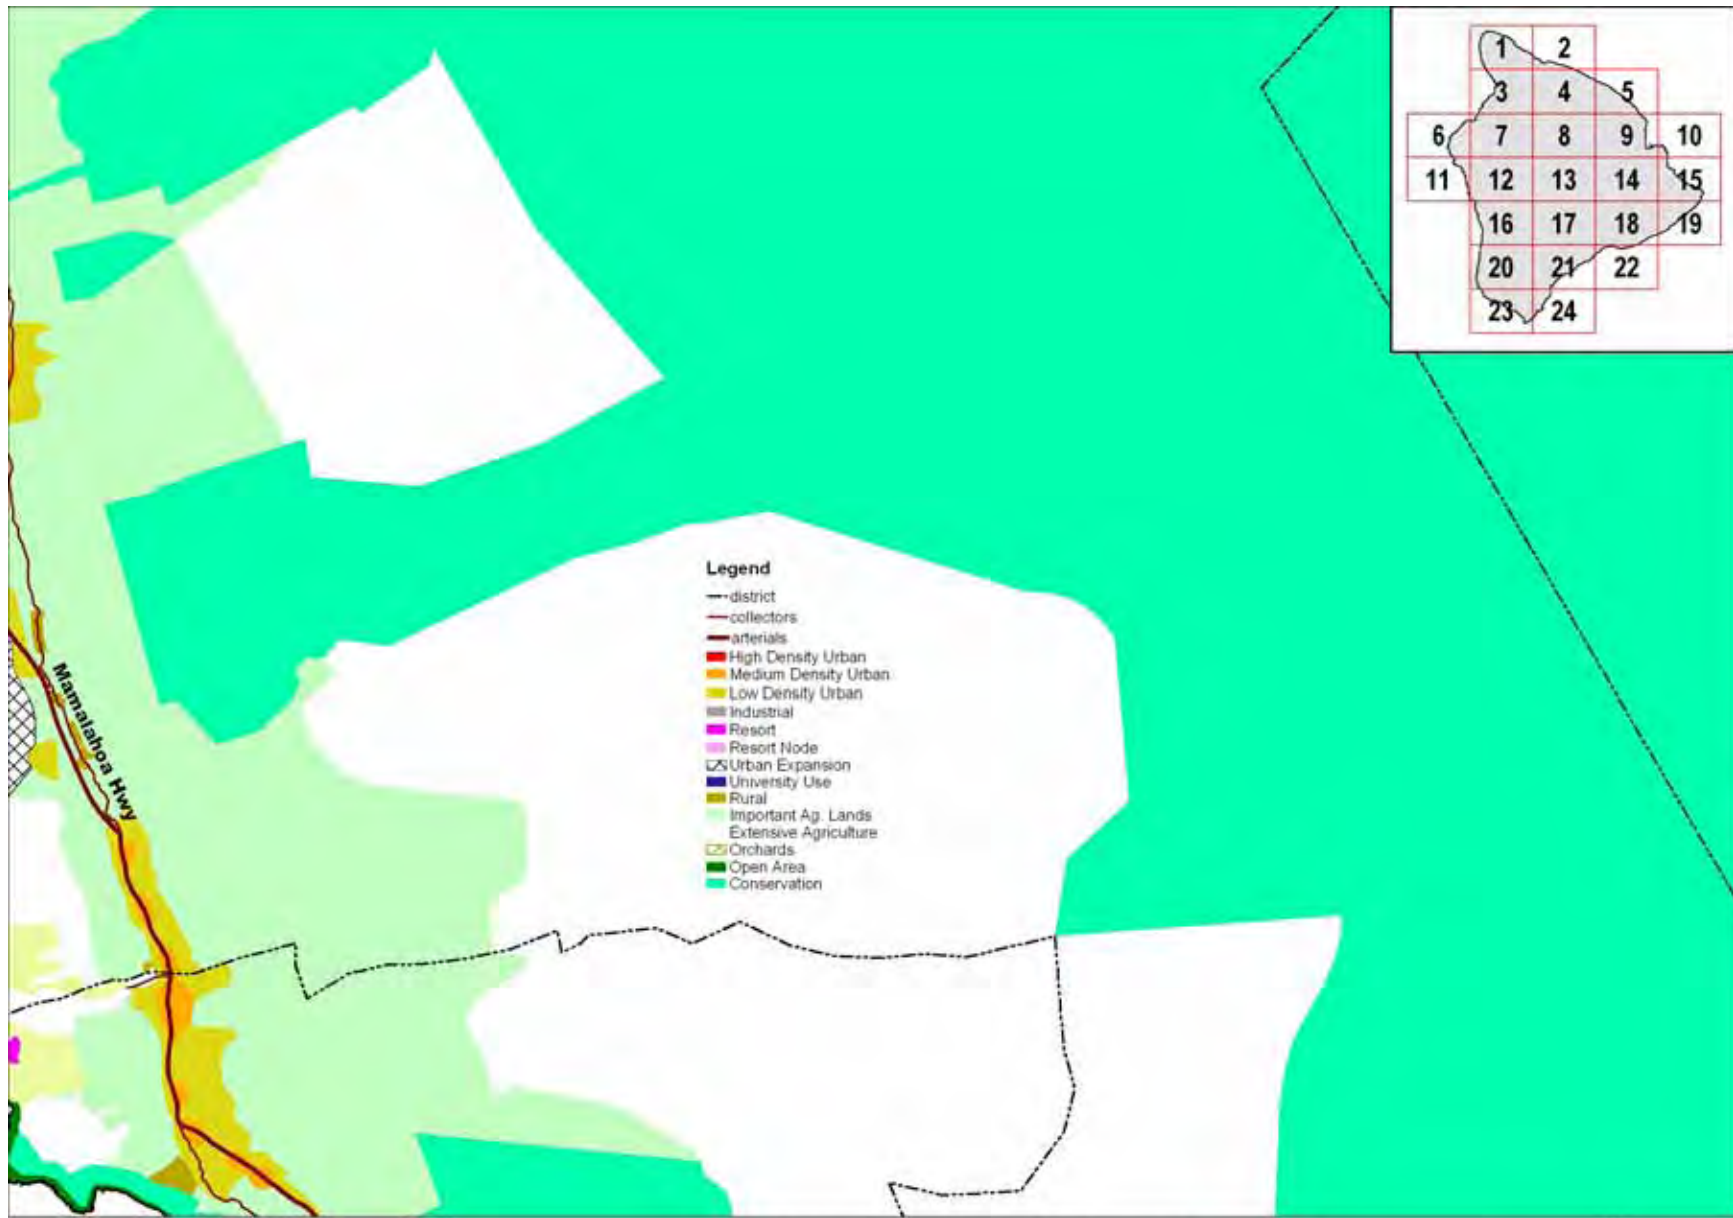 1 2
3 4 5
6 7 8 9 10
11 12 13 14 15
16 17 18 19
20 21 22
23 24
Legend
district
collectors
arterials
High Density Urban
Medium Density Urban
Low Density Urban
Industrial
Resort
Resort Node
Urban Expansion
University Use
Rural
Important Ag. Lands
Extensive Agriculture
Orchards
Open Area
Conservation
Mamalahoa Hwy